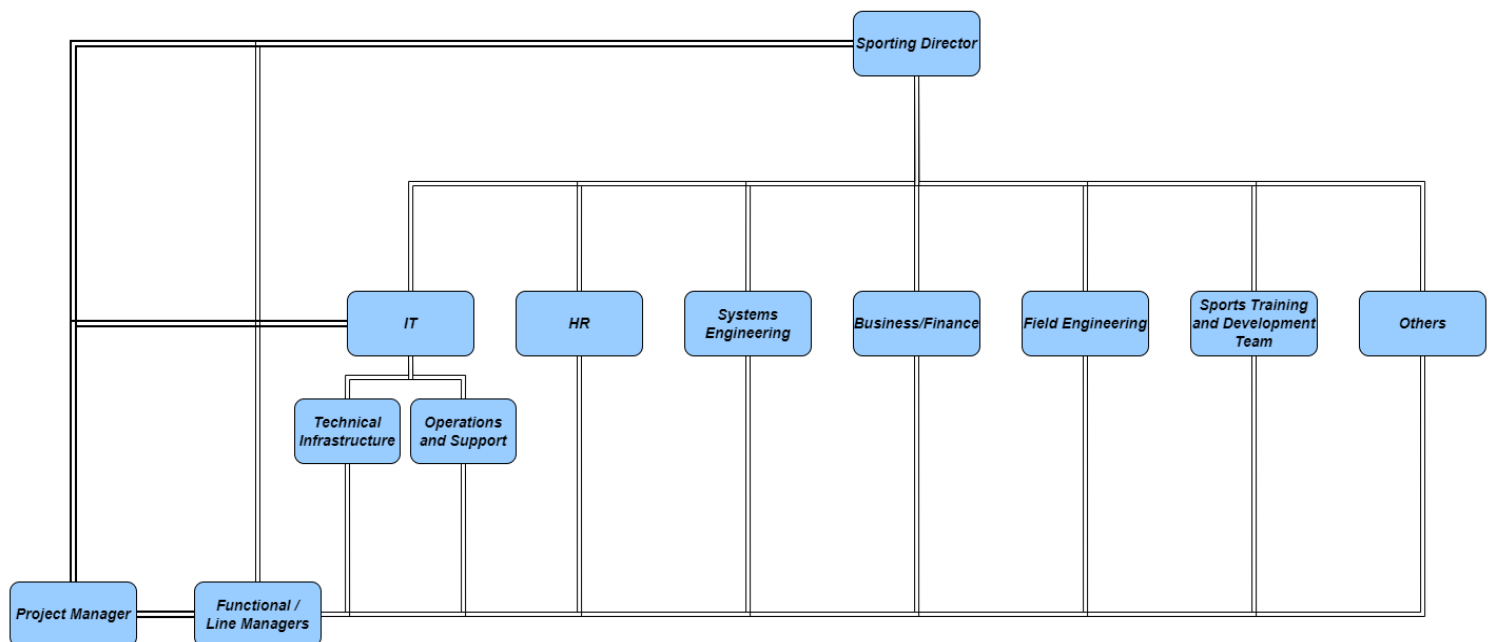 Sporting Director
IT
HR
Systems
Engineering
Business/Finance
Field Engineering
Sports Training
and Development
Team
Others
Technical
Infrastructure
Operations
and Support
Project Manager
Functional /
Line Managers